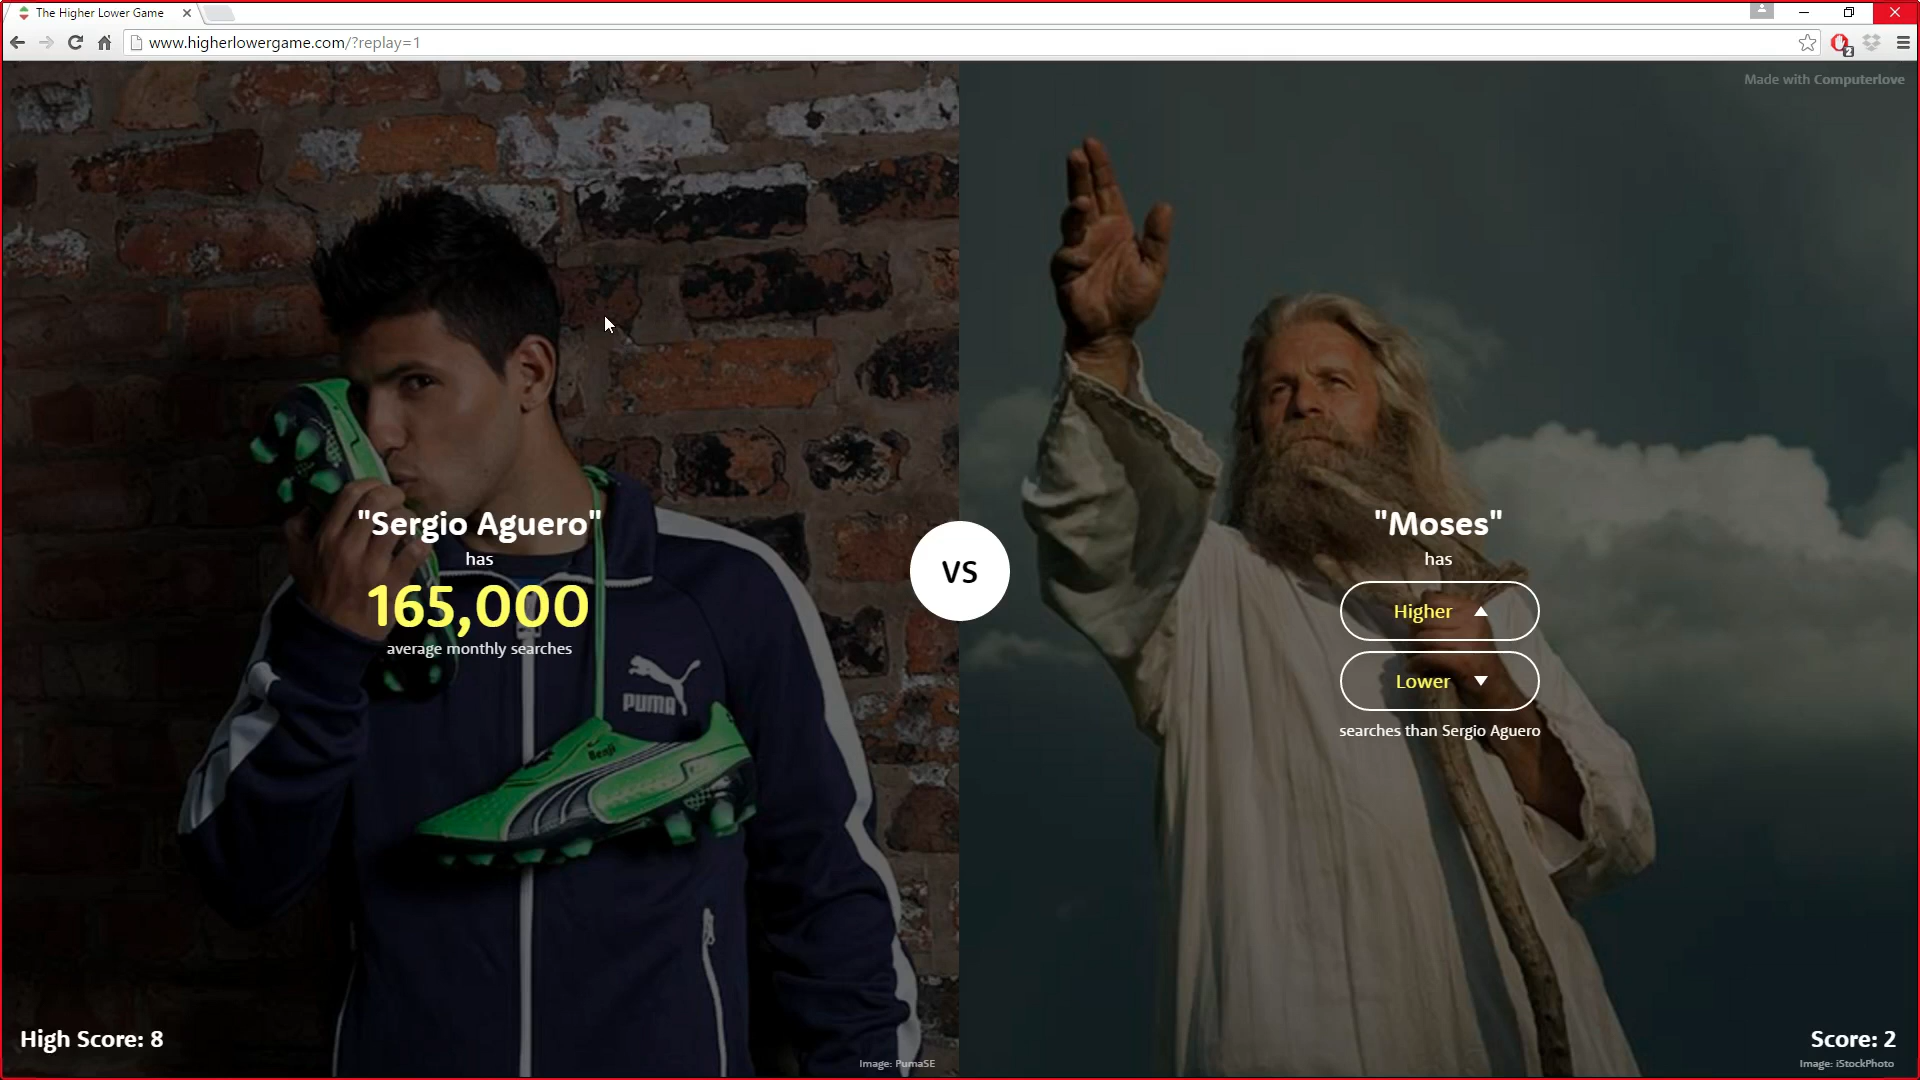 The Higher Lower Game
www.higherlowergame.com/?replay=1
2
Made with Computerlove
"Sergio Aguero"
has
165,000
average monthly searches
PUMA
Benji
VS
"Moses"
has
Higher
Lower
searches than Sergio Aguero
High Score: 8
Image: PumaSE
Score: 2
Image: iStockPhoto